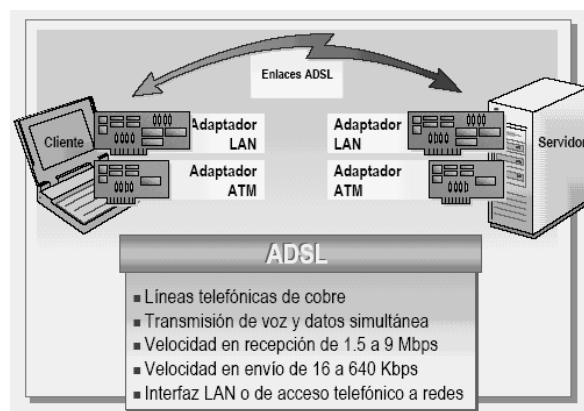 Enlaces ADSL
Cliente
Adaptador
LAN
Adaptador
ATM
Adaptador
LAN
Adaptador
ATM
Servidor
ADSL
Líneas telefónicas de cobre
Transmisión de voz y datos simultánea
Velocidad en recepción de 1.5 a 9 Mbps
Velocidad en envío de 16 a 640 Kbps
Interfaz LAN o de acceso telefónico a redes